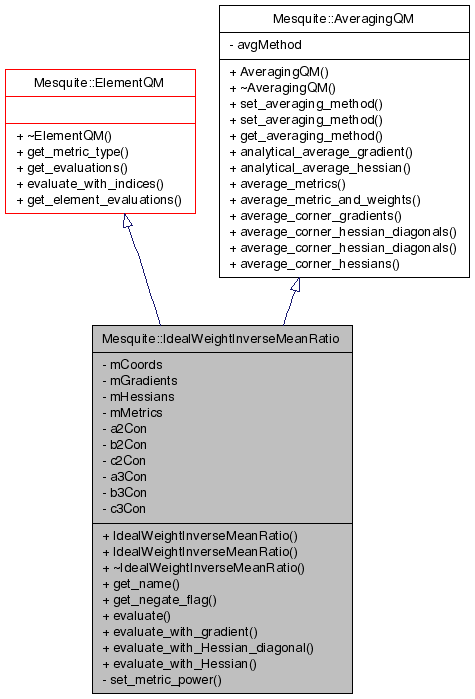 Mesquite::ElementQM
+ ~ElementQM()
+ get_metric_type()
+ get_evaluations()
+ evaluate_with_indices()
+ get_element_evaluations()
Mesquite::AveragingQM
- avgMethod
+ AveragingQM()
+ ~AveragingQM()
+ set_averaging_method()
+ set_averaging_method()
+ get_averaging_method()
+ analytical_average_gradient()
+ analytical_average_hessian()
+ average_metrics()
+ average_metric_and_weights()
+ average_corner_gradients()
+ average_corner_hessian_diagonals()
+ average_corner_hessian_diagonals()
+ average_corner_hessians()
Mesquite::IdealWeightInverseMeanRatio
- mCoords
- mGradients
- mHessians
- mMetrics
- a2Con
- b2Con
- c2Con
- a3Con
- b3Con
- c3Con
+ IdealWeightInverseMeanRatio()
+ IdealWeightInverseMeanRatio()
+ ~IdealWeightInverseMeanRatio()
+ get_name()
+ get_negate_flag()
+ evaluate()
+ evaluate_with_gradient()
+ evaluate_with_Hessian_diagonal()
+ evaluate_with_Hessian()
- set_metric_power()